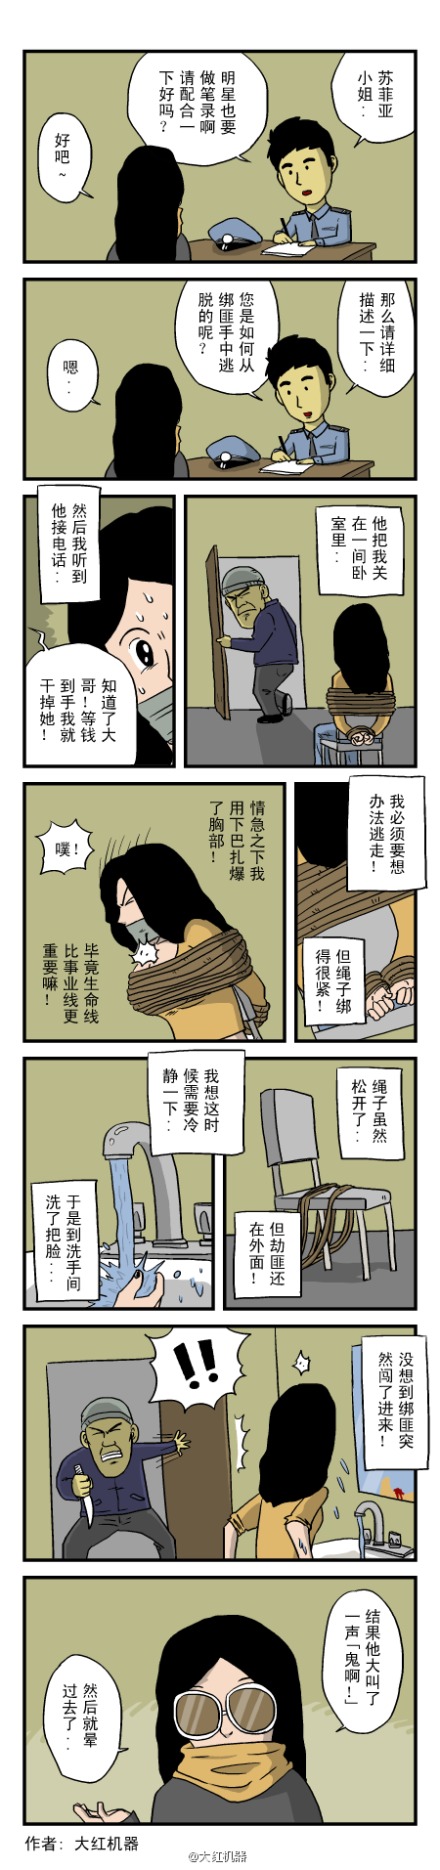 苏菲亚
小姐：
明星也要
做笔录啊
请配合一
下好吗？
好吧
~
那么请详细
描述一下：
您是如何从
绑匪手中逃
脱的呢？
嗯：
他把我关
在一间卧
室里：
然后我听到
他接电话：
知道了大
哥！等钱
到手我就
干掉她！
我必须要想
办法逃走！
但绳子绑
得很紧！
情急之下我
用下巴扎爆
了胸部！
噗！
毕竟生命线
比事业线更
重要嘛！
绳子虽然
松开了：
但劫匪还
在外面！
我想这时
候需要冷
静一下：
于是到洗手间
洗了把脸：
没想到绑匪突
然闯了进来！
!!
结果他大叫了
一声「鬼啊！」
然后就晕
过去了：
作者：大红机器
@大红机器